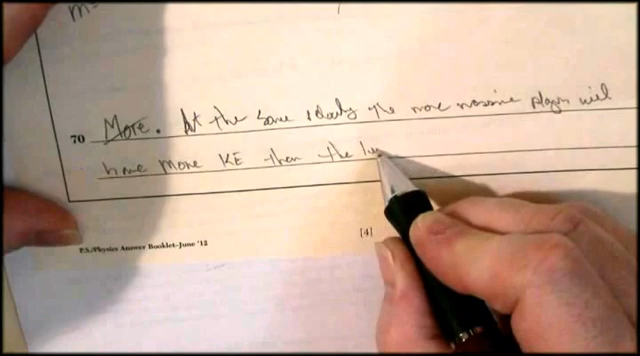 m=
70 More. At the same velocity the more massive player will
have more KE than the le
P.S./Physics Answer Booklet–June '12
[4]